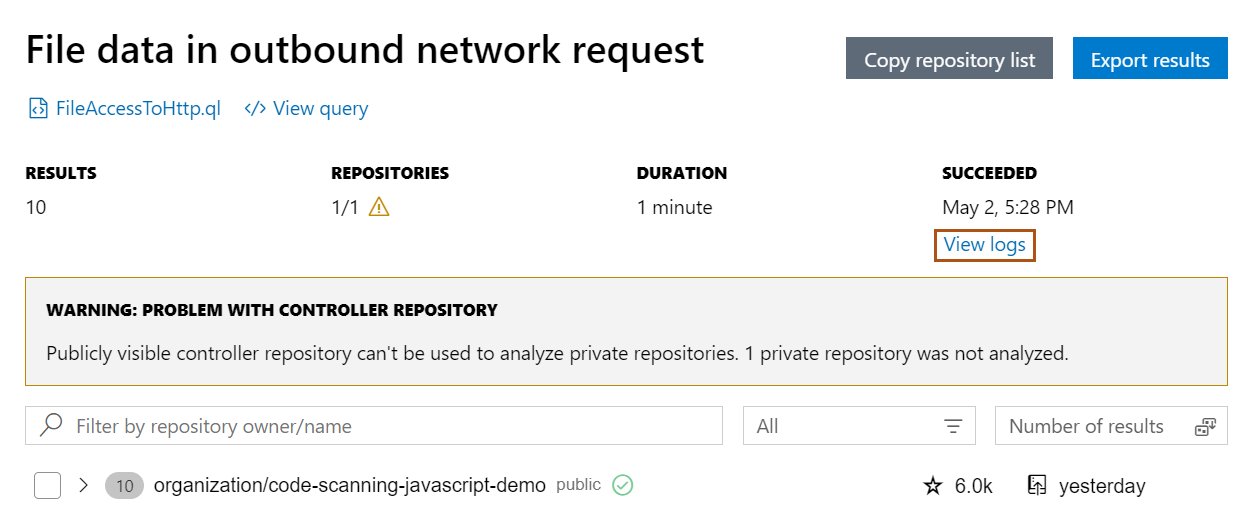 File data in outbound network request
Copy repository list
Export results
FileAccessToHttp.ql
</> View query
RESULTS
REPOSITORIES
DURATION
SUCCEEDED
10
1/1
1 minute
May 2, 5:28 PM
View logs
WARNING: PROBLEM WITH CONTROLLER REPOSITORY
Publicly visible controller repository can't be used to analyze private repositories. 1 private repository was not analyzed.
Filter by repository owner/name
All
Number of results
10 organization/code-scanning-javascript-demo public
6.0k
yesterday